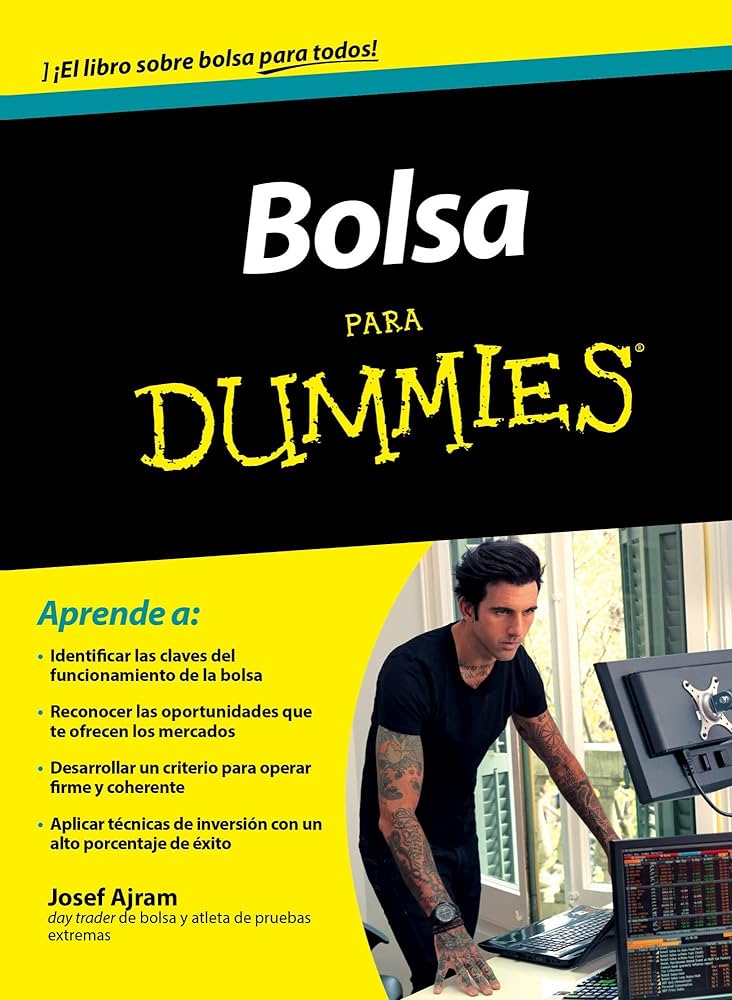 ] ¡El libro sobre bolsa para todos!
Bolsa
PARA
DUMMIES®
Aprende a:
• Identificar las claves del
funcionamiento de la bolsa
• Reconocer las oportunidades que
te ofrecen los mercados
• Desarrollar un criterio para operar
firme y coherente
• Aplicar técnicas de inversión con un
alto porcentaje de éxito
Josef Ajram
day trader de bolsa y atleta de pruebas
extremas